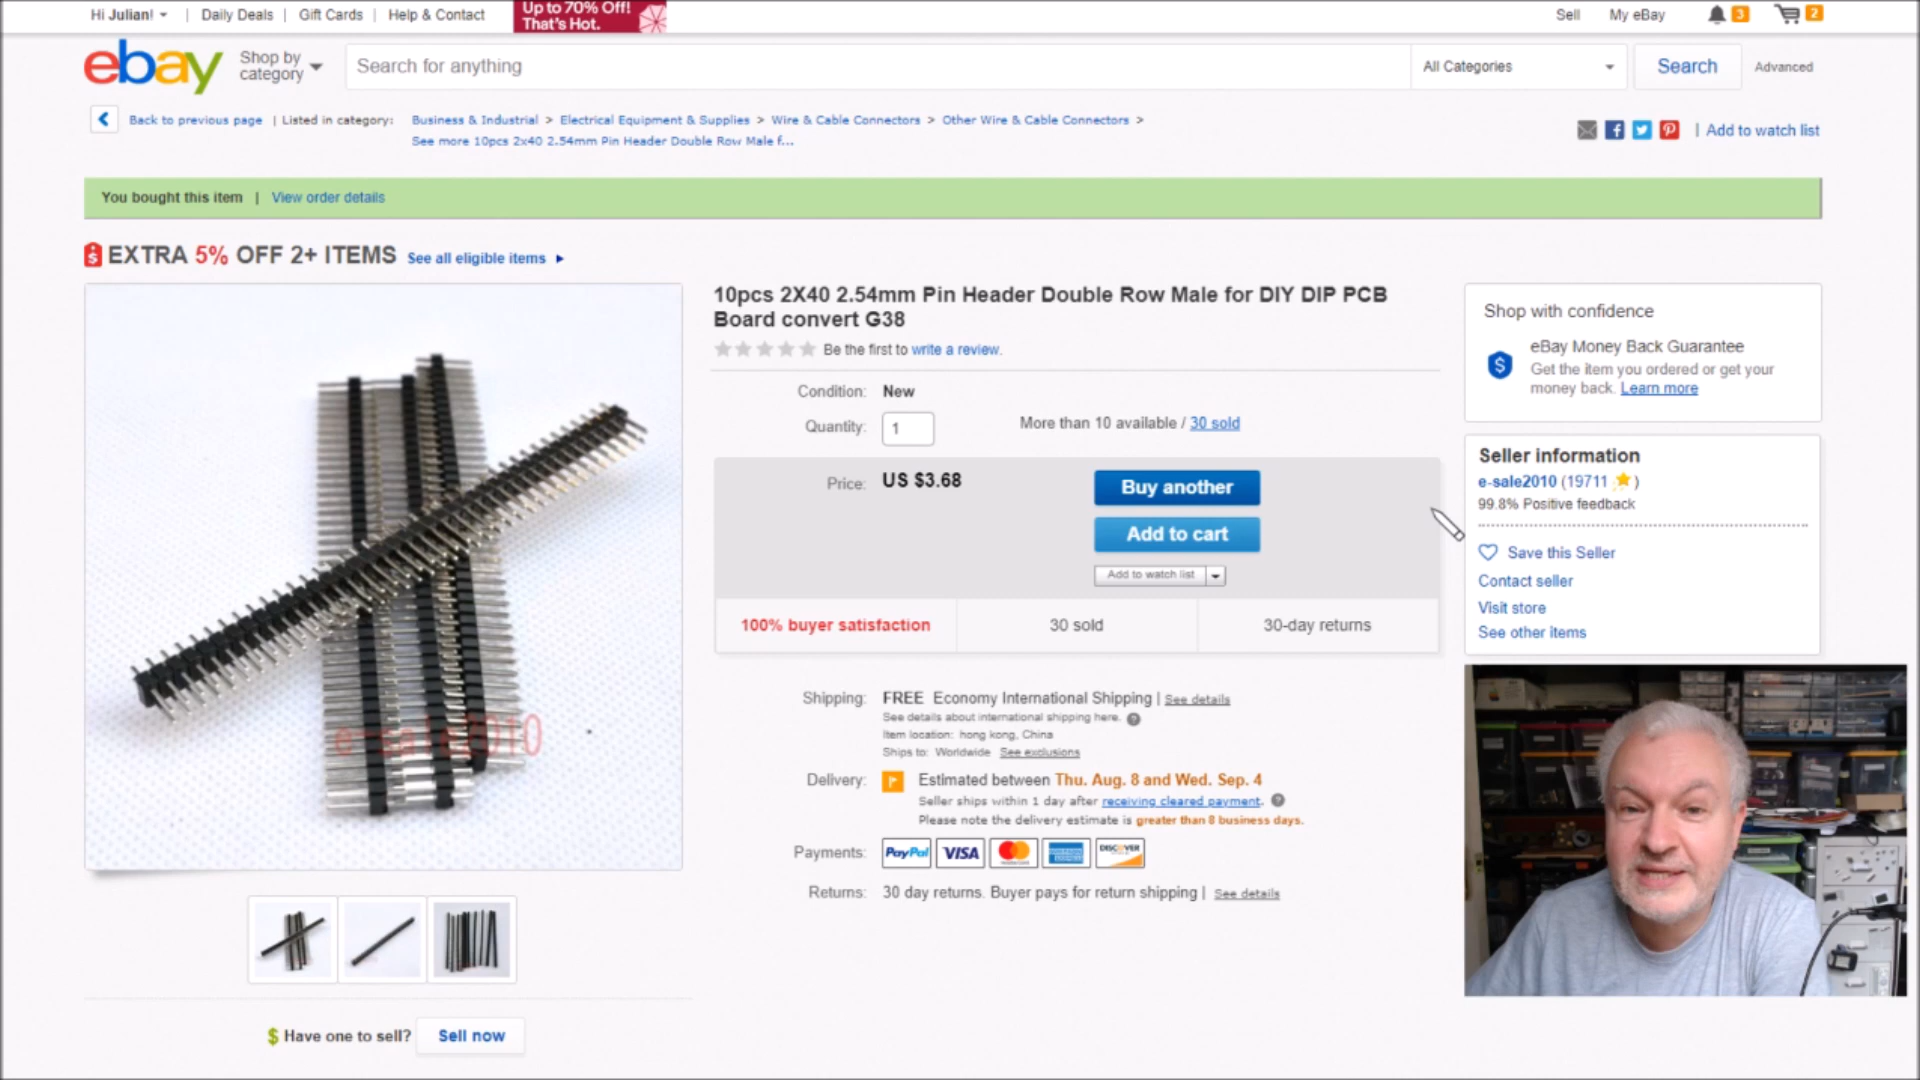 Hi Julian!
Daily Deals
Gift Cards
Help & Contact
Up to 70% Off!
That's Hot.
Sell
My eBay
3
2
ebay
Shop by
category
Search for anything
All Categories
Search
Advanced
Back to previous page | Listed in category:
Business & Industrial > Electrical Equipment & Supplies > Wire & Cable Connectors > Other Wire & Cable Connectors >
See more 10pcs 2x40 2.54mm Pin Header Double Row Male f...
| Add to watch list
You bought this item | View order details
EXTRA 5% OFF 2+ ITEMS See all eligible items
10pcs 2X40 2.54mm Pin Header Double Row Male for DIY DIP PCB
Board convert G38
Be the first to write a review.
Condition: New
Quantity: 1
More than 10 available / 30 sold
Price: US $3.68
Buy another
Add to cart
Add to watch list
100% buyer satisfaction
30 sold
30-day returns
Shipping: FREE Economy International Shipping | See details
See details about international shipping here.
Item location: hong kong, China
Ships to: Worldwide See exclusions
Delivery: Estimated between Thu. Aug. 8 and Wed. Sep. 4
Seller ships within 1 day after receiving cleared payment.
Please note the delivery estimate is greater than 8 business days.
Payments: PayPal VISA DISCOVER
Returns: 30 day returns. Buyer pays for return shipping | See details
Shop with confidence
eBay Money Back Guarantee
Get the item you ordered or get your
money back. Learn more
Seller information
e-sale2010 (19711)
99.8% Positive feedback
Save this Seller
Contact seller
Visit store
See other items
e-sale2010
$ Have one to sell? Sell now